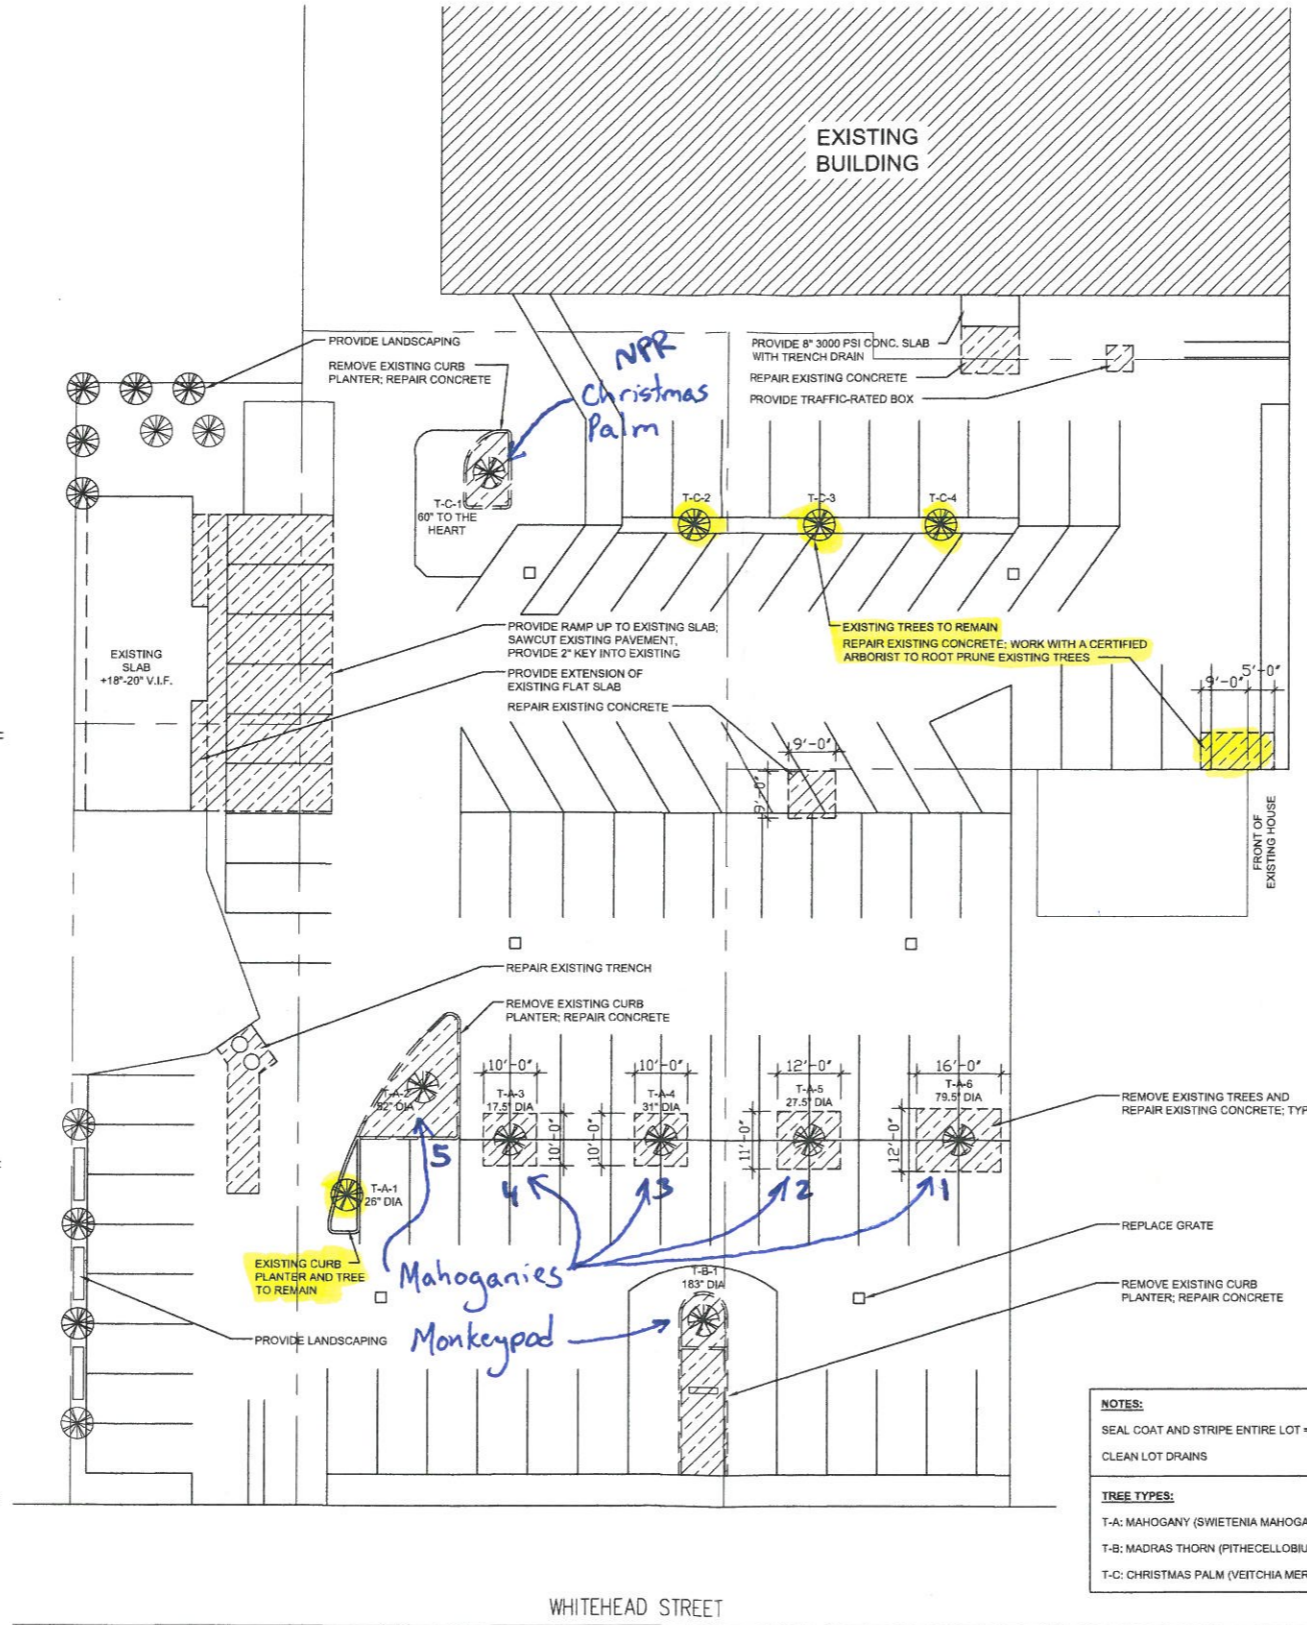 EXISTING
BUILDING
PROVIDE LANDSCAPING
REMOVE EXISTING CURB
PLANTER; REPAIR CONCRETE
NPR
Christmas
Palm
PROVIDE 8" 3000 PSI CONC. SLAB
WITH TRENCH DRAIN
REPAIR EXISTING CONCRETE
PROVIDE TRAFFIC-RATED BOX
T-C-1
60" TO THE
HEART
T-C-2
T-C-3
T-C-4
EXISTING
SLAB
+18"-20" V.I.F.
PROVIDE RAMP UP TO EXISTING SLAB;
SAWCUT EXISTING PAVEMENT,
PROVIDE 2" KEY INTO EXISTING
PROVIDE EXTENSION OF
EXISTING FLAT SLAB
REPAIR EXISTING CONCRETE
EXISTING TREES TO REMAIN
REPAIR EXISTING CONCRETE; WORK WITH A CERTIFIED
ARBORIST TO ROOT PRUNE EXISTING TREES
9'-0"
5'-0"
9'-0"
9'-0"
FRONT OF
EXISTING HOUSE
REPAIR EXISTING TRENCH
REMOVE EXISTING CURB
PLANTER; REPAIR CONCRETE
T-A-2
52" DIA
10'-0"
T-A-3
17.5" DIA
10'-0"
10'-0"
T-A-4
31" DIA
10'-0"
12'-0"
T-A-5
27.5" DIA
11'-0"
16'-0"
T-A-6
79.5" DIA
12'-0"
REMOVE EXISTING TREES AND
REPAIR EXISTING CONCRETE; TYP
5
4
3
2
1
T-A-1
26" DIA
EXISTING CURB
PLANTER AND TREE
TO REMAIN
Mahoganies
T-B-1
183" DIA
Monkeypod
REPLACE GRATE
REMOVE EXISTING CURB
PLANTER; REPAIR CONCRETE
PROVIDE LANDSCAPING
NOTES:
SEAL COAT AND STRIPE ENTIRE LOT =
CLEAN LOT DRAINS
TREE TYPES:
T-A: MAHOGANY (SWIETENIA MAHOGA
T-B: MADRAS THORN (PITHECELLOBIU
T-C: CHRISTMAS PALM (VEITCHIA MER
WHITEHEAD STREET